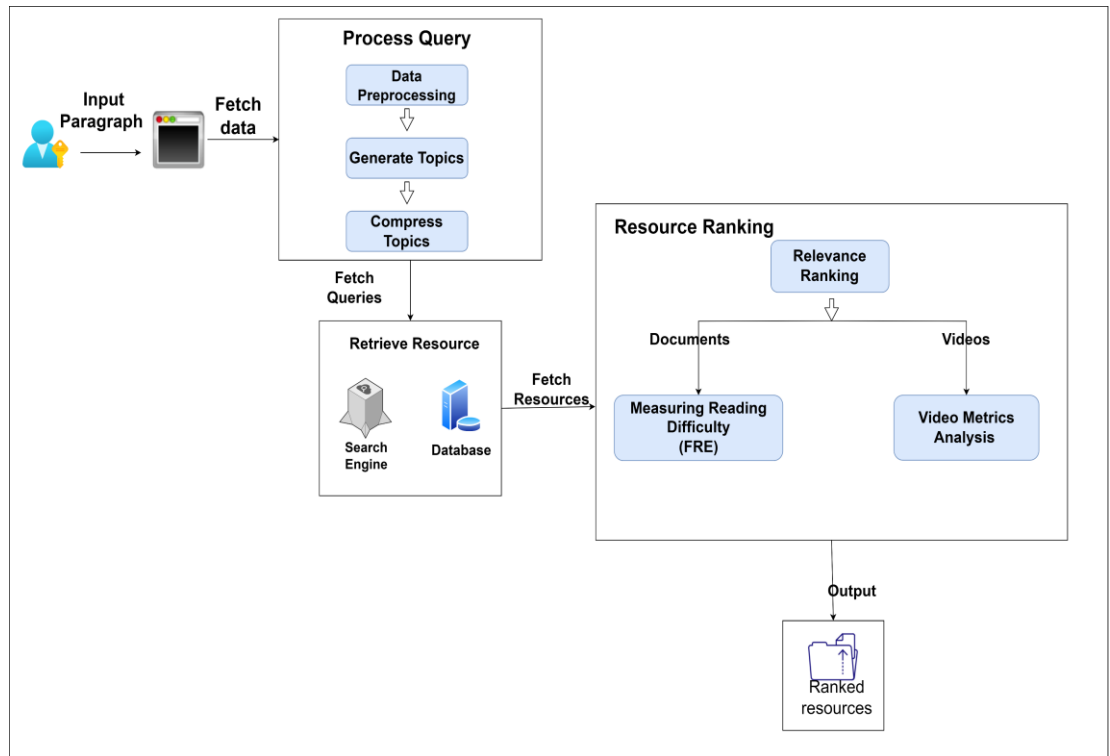 Process Query
Data
Preprocessing
Input
Paragraph
Fetch
data
Generate Topics
Compress
Topics
Fetch
Queries
Resource Ranking
Relevance
Ranking
Retrieve Resource
Documents
Videos
Fetch
Resources
Search
Engine
Database
Measuring Reading
Difficulty
(FRE)
Video Metrics
Analysis
Output
Ranked
resources